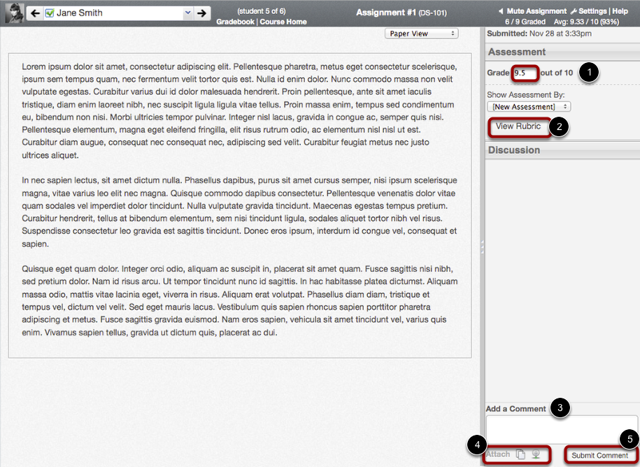 Jane Smith
(student 5 of 6)
Gradebook | Course Home
Assignment #1 (DS-101)
Mute Assignment Settings | Help
6 / 9 Graded Avg: 9.33 / 10 (93%)
Paper View
Submitted: Nov 28 at 3:33pm
Assessment
Grade 9.5 out of 10 1
Show Assessment By:
[New Assessment]
View Rubric 2
Discussion
Lorem ipsum dolor sit amet, consectetur adipiscing elit. Pellentesque pharetra, metus eget consectetur scelerisque,
ipsum sem tempus quam, nec fermentum velit tortor quis est. Nulla id enim dolor. Nunc commodo massa non velit
vulputate egestas. Curabitur varius dui id dolor malesuada hendrerit. Proin pellentesque, ante sit amet iaculis
tristique, diam enim laoreet nibh, nec suscipit ligula ligula vitae tellus. Proin massa enim, tempus sed condimentum
eu, bibendum non nisi. Morbi ultricies tempor pulvinar. Integer nisl lacus, gravida in congue ac, semper quis nisi.
Pellentesque elementum, magna eget eleifend fringilla, elit risus rutrum odio, ac elementum nisl nisl ut est.
Curabitur diam augue, consequat nec consequat nec, adipiscing sed velit. Curabitur feugiat metus nec justo
ultrices aliquet.
In nec sapien lectus, sit amet dictum nulla. Phasellus dapibus, purus sit amet cursus semper, nisi ipsum scelerisque
magna, vitae varius leo elit nec magna. Quisque commodo dapibus consectetur. Pellentesque venenatis dolor vitae
quam sodales vel imperdiet dolor tincidunt. Nulla vulputate gravida tincidunt. Maecenas egestas tempus pretium.
Curabitur hendrerit, tellus at bibendum elementum, sem nisi tincidunt ligula, sodales aliquet tortor nibh vel risus.
Suspendisse consectetur leo gravida est sagittis tincidunt. Donec eros ipsum, interdum id congue vel, consequat et
sapien.
Quisque eget quam dolor. Integer orci odio, aliquam ac suscipit in, placerat sit amet quam. Fusce sagittis nisi nibh,
sed pretium dolor. Nam id risus arcu. Ut tempor tincidunt nunc id sagittis. In hac habitasse platea dictumst. Aliquam
massa odio, mattis vitae lacinia eget, viverra in risus. Aliquam erat volutpat. Phasellus diam diam, tristique et
tempus vel, dictum vel velit. Sed eget mauris lacus. Vestibulum quis sapien rhoncus sapien porttitor pharetra
adipiscing et metus. Fusce sagittis gravida euismod. Nam eros sapien, vehicula sit amet tincidunt vel, varius quis
enim. Vivamus sapien tellus, gravida ut dictum quis, placerat ac dui.
Add a Comment 3
4 Attach
Submit Comment 5